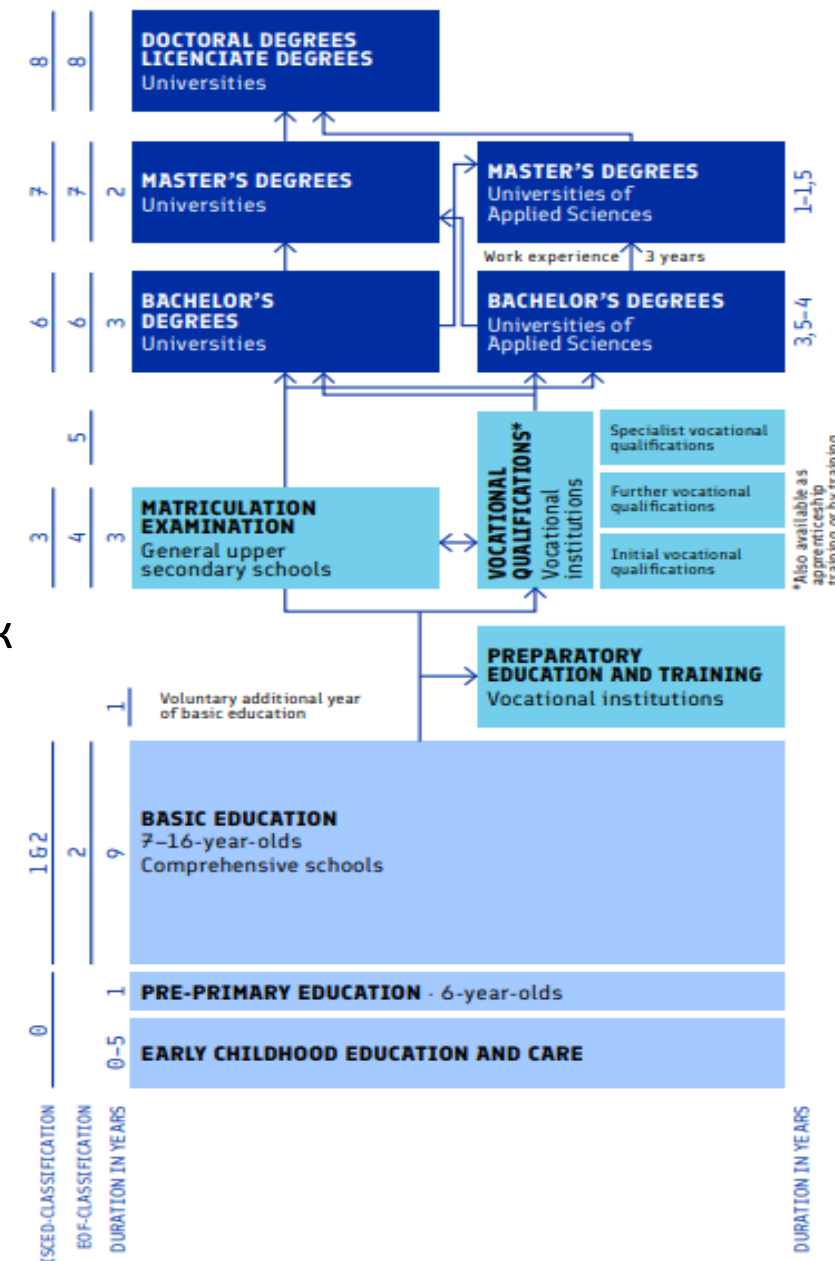 8
8
DOCTORAL DEGREES
LICENCIATE DEGREES
Universities
7
7
2
MASTER'S DEGREES
Universities
MASTER'S DEGREES
Universities of
Applied Sciences
1–1,5
Work experience 3 years
6
6
3
BACHELOR'S
DEGREES
Universities
BACHELOR'S DEGREES
Universities of
Applied Sciences
3,5–4
5
3
4
3
MATRICULATION
EXAMINATION
General upper
secondary schools
VOCATIONAL
QUALIFICATIONS*
Vocational
institutions
Specialist vocational
qualifications
Further vocational
qualifications
Initial vocational
qualifications
*Also available as
apprenticeship
training or by training
K
PREPARATORY
EDUCATION AND TRAINING
Vocational institutions
1
Voluntary additional year
of basic education
1&2
2
9
BASIC EDUCATION
7–16-year-olds
Comprehensive schools
0
1
PRE-PRIMARY EDUCATION · 6-year-olds
0–5
EARLY CHILDHOOD EDUCATION AND CARE
ISCED-CLASSIFICATION
EQF-CLASSIFICATION
DURATION IN YEARS
DURATION IN YEARS